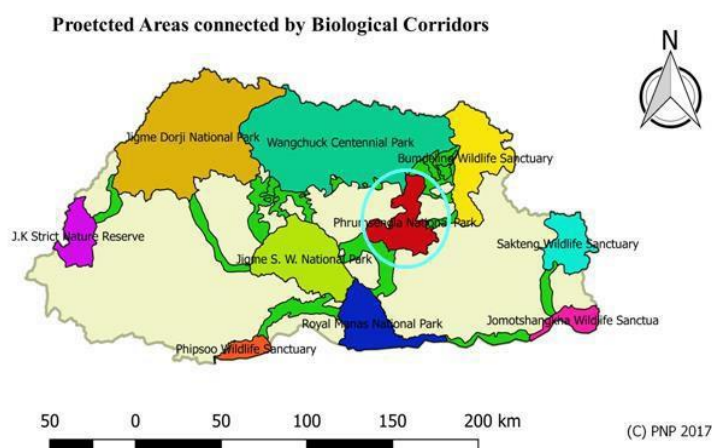 Proetcted Areas connected by Biological Corridors
N
Jigme Dorji National Park
Wangchuck Centennial Park
Bumdeling Wildlife Sanctuary
Phrumsengla National Park
J.K Strict Nature Reserve
Sakteng Wildlife Sanctuary
Jigme S. W. National Park
Royal Manas National Park
Jomotshangkha Wildlife Sanctua
Phipsoo Wildlife Sanctuary
50 0 50 100 150 200 km
(C) PNP 2017